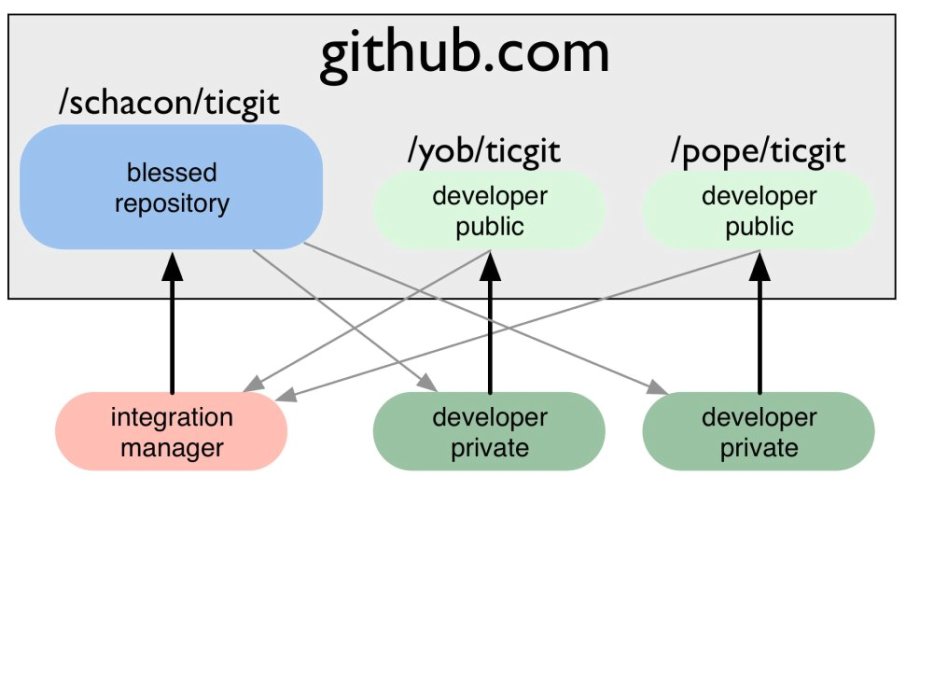 github.com
/schacon/ticgit
blessed
repository
/yob/ticgit
developer
public
/pope/ticgit
developer
public
integration
manager
developer
private
developer
private